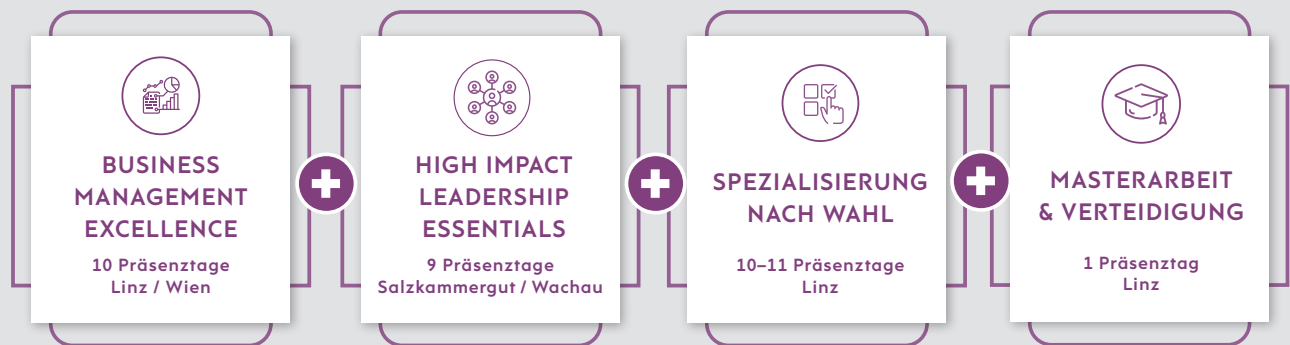 BUSINESS
MANAGEMENT
EXCELLENCE
10 Präsenztage
Linz / Wien
HIGH IMPACT
LEADERSHIP
ESSENTIALS
9 Präsenztage
Salzkammergut / Wachau
SPEZIALISIERUNG
NACH WAHL
10–11 Präsenztage
Linz
MASTERARBEIT
& VERTEIDIGUNG
1 Präsenztag
Linz